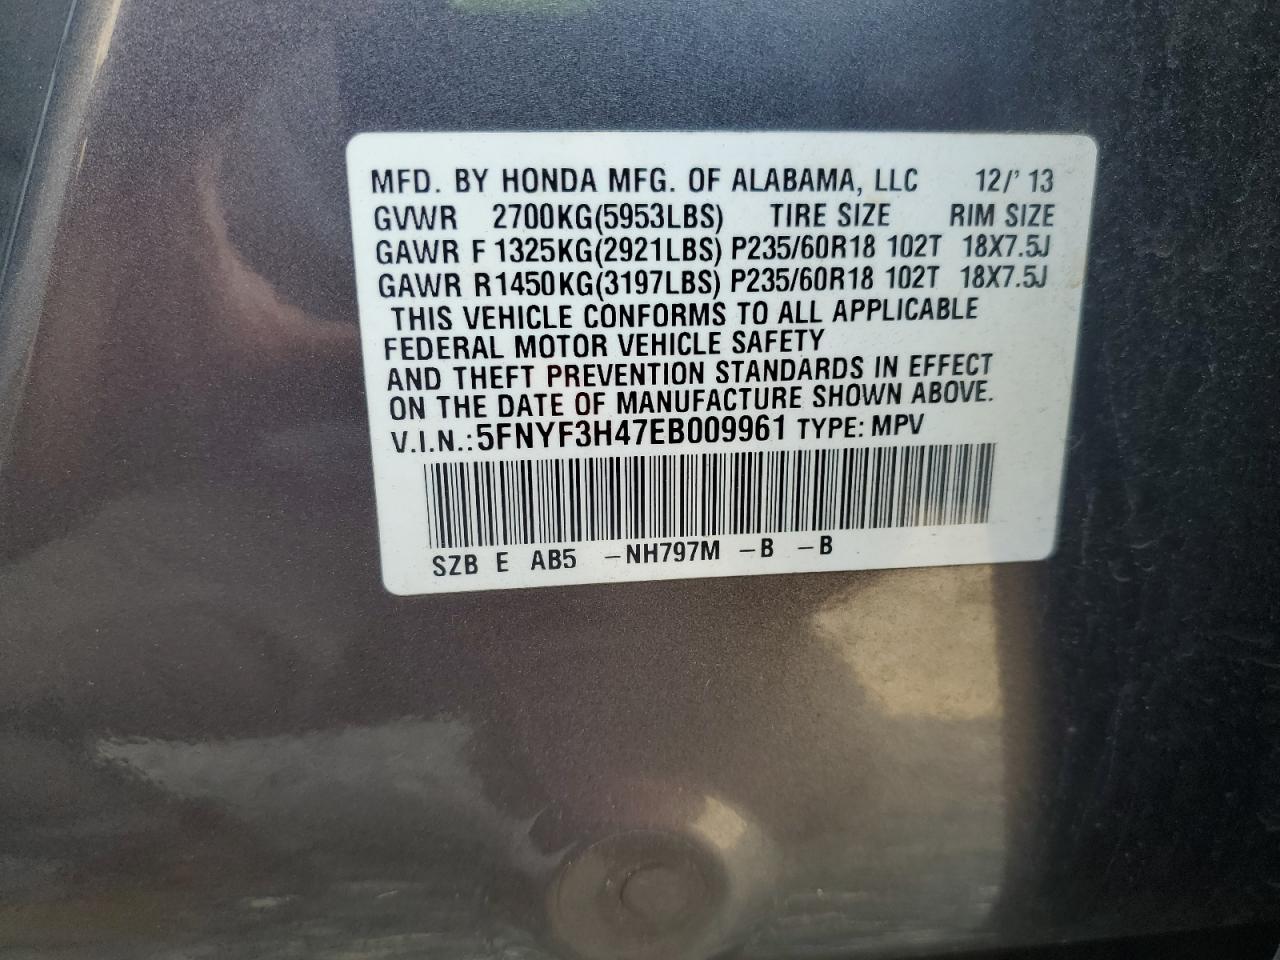 MFD. BY HONDA MFG. OF ALABAMA, LLC 12/'13
GVWR 2700KG(5953LBS) TIRE SIZE RIM SIZE
GAWR F 1325KG(2921LBS) P235/60R18 102T 18X7.5J
GAWR R 1450KG(3197LBS) P235/60R18 102T 18X7.5J
THIS VEHICLE CONFORMS TO ALL APPLICABLE
FEDERAL MOTOR VEHICLE SAFETY
AND THEFT PREVENTION STANDARDS IN EFFECT
ON THE DATE OF MANUFACTURE SHOWN ABOVE.
V.I.N.: 5FNYF3H47EB009961 TYPE: MPV
SZB E AB5 -NH797M -B -B